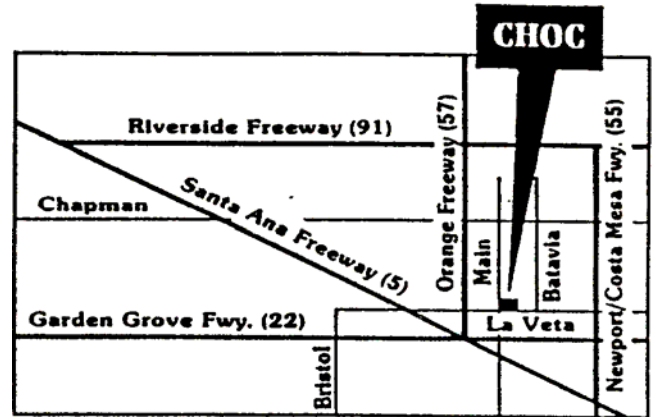 CHOC
Riverside Freeway (91)
Orange Freeway (57)
Newport/Costa Mesa Fwy. (55)
Chapman
Santa Ana Freeway (5)
Main
Batavia
Garden Grove Fwy. (22)
La Veta
Bristol